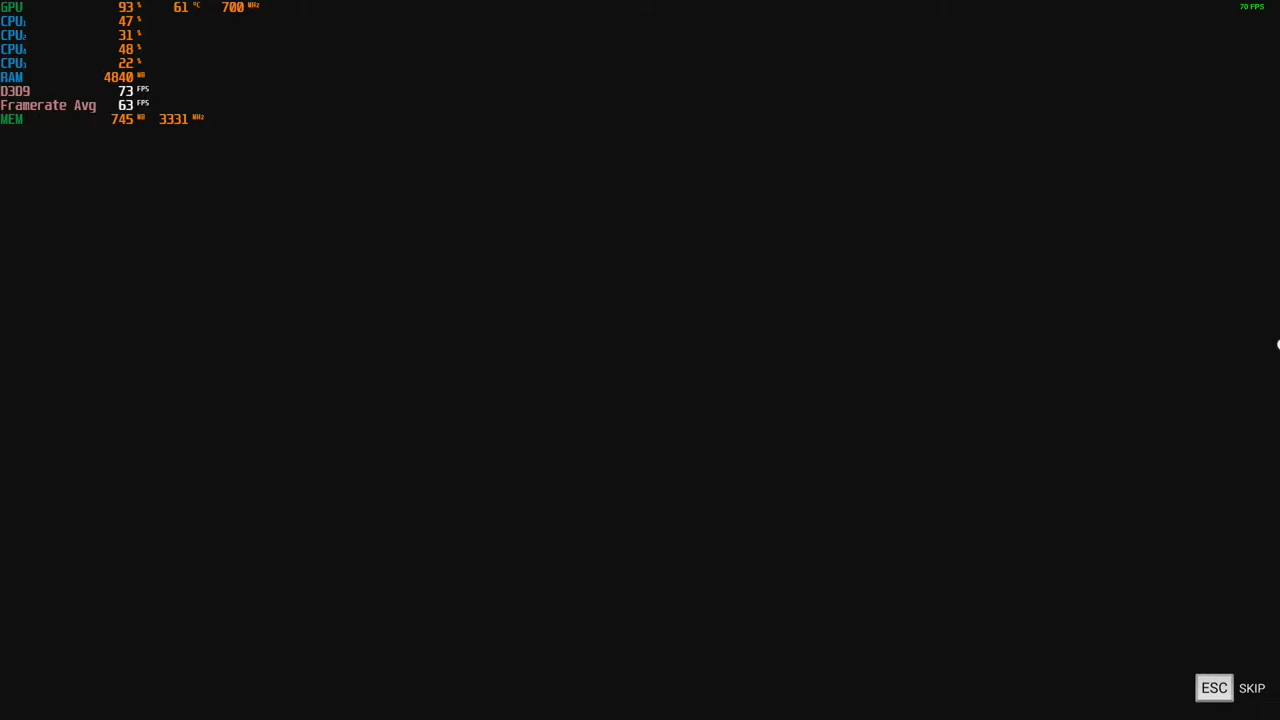 GPU 93 % 61 °C 700 MHz
70 FPS
CPU1 47 %
CPU2 31 %
CPU4 48 %
CPU3 22 %
RAM 4840 MB
D3D9 73 FPS
Framerate Avg 63 FPS
MEM 745 MB 3331 MHz
ESC SKIP